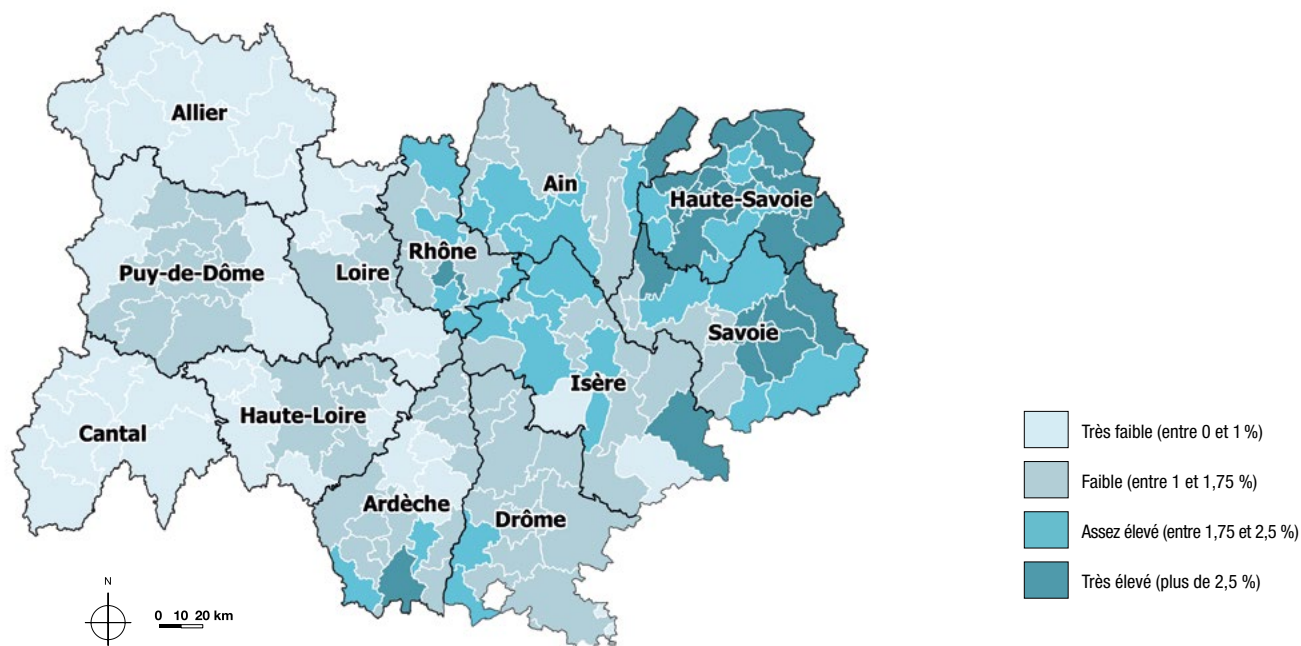 Allier
Ain
Haute-Savoie
Rhône
Puy-de-Dôme
Loire
Savoie
Isère
Haute-Loire
Cantal
Ardèche
Drôme
N
0 10 20 km
Très faible (entre 0 et 1 %)
Faible (entre 1 et 1,75 %)
Assez élevé (entre 1,75 et 2,5 %)
Très élevé (plus de 2,5 %)